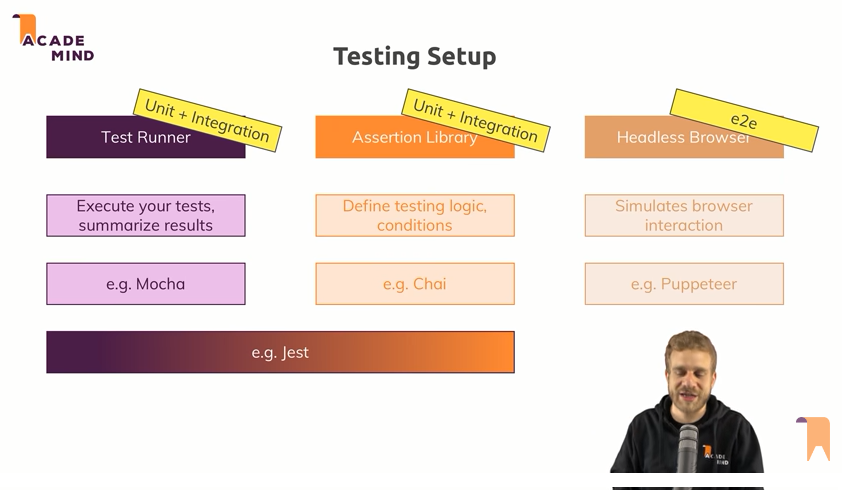 ACADE
MIND
Testing Setup
Unit + Integration
Test Runner
Unit + Integration
Assertion Library
e2e
Headless Browser
Execute your tests,
summarize results
Define testing logic,
conditions
Simulates browser
interaction
e.g. Mocha
e.g. Chai
e.g. Puppeteer
e.g. Jest
ACADE
MIND